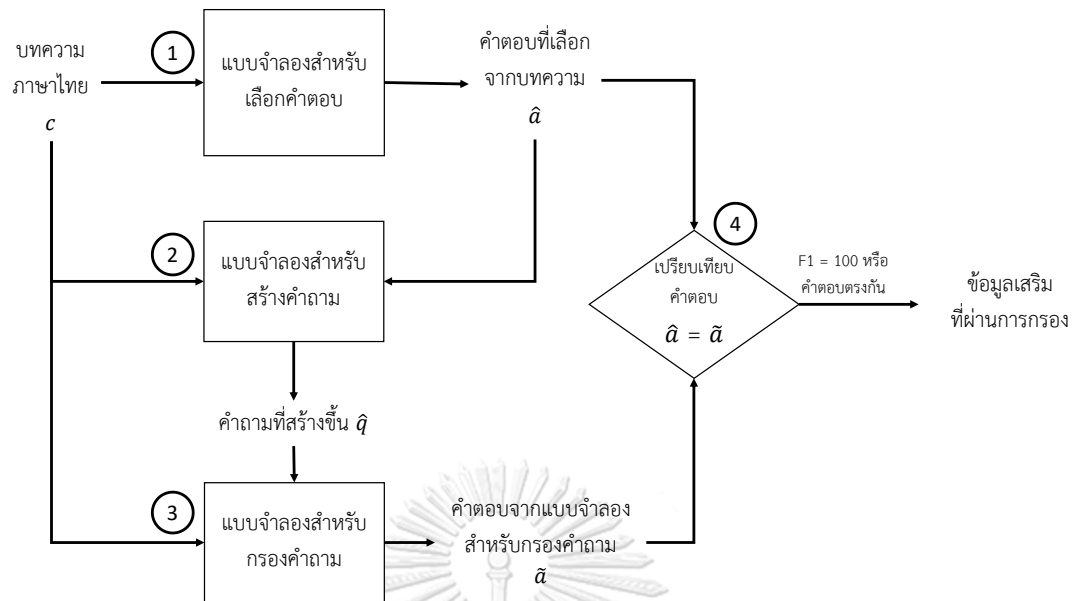 บทความ
ภาษาไทย
c
1
แบบจำลองสำหรับ
เลือกคำตอบ
คำตอบที่เลือก
จากบทความ
â
2
แบบจำลองสำหรับ
สร้างคำถาม
4
เปรียบเทียบ
คำตอบ
â = ã
F1 = 100 หรือ
คำตอบตรงกัน
ข้อมูลเสริม
ที่ผ่านการกรอง
คำถามที่สร้างขึ้น q̂
3
แบบจำลองสำหรับ
กรองคำถาม
คำตอบจากแบบจำลอง
สำหรับกรองคำถาม
ã